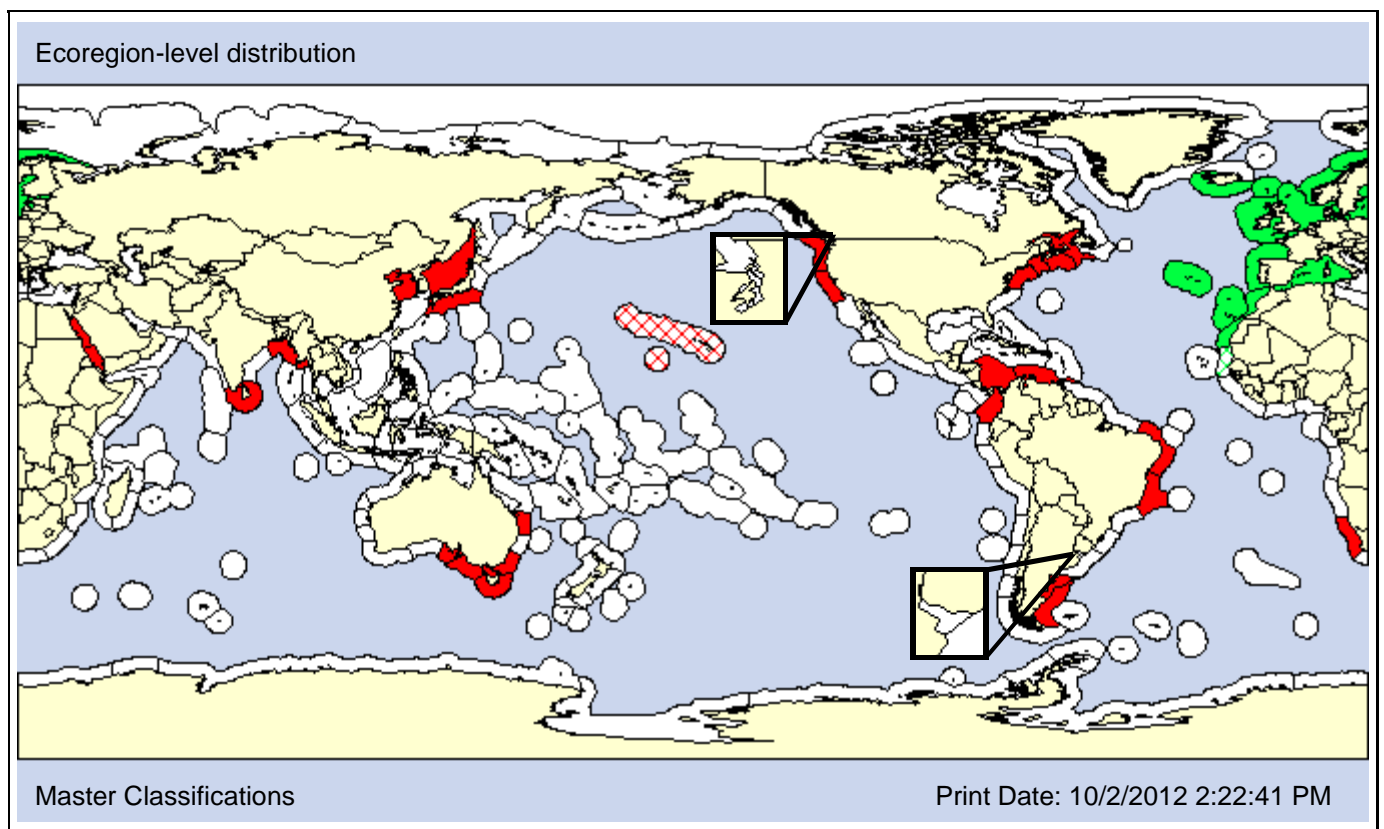 Ecoregion-level distribution
Master Classifications
Print Date: 10/2/2012 2:22:41 PM